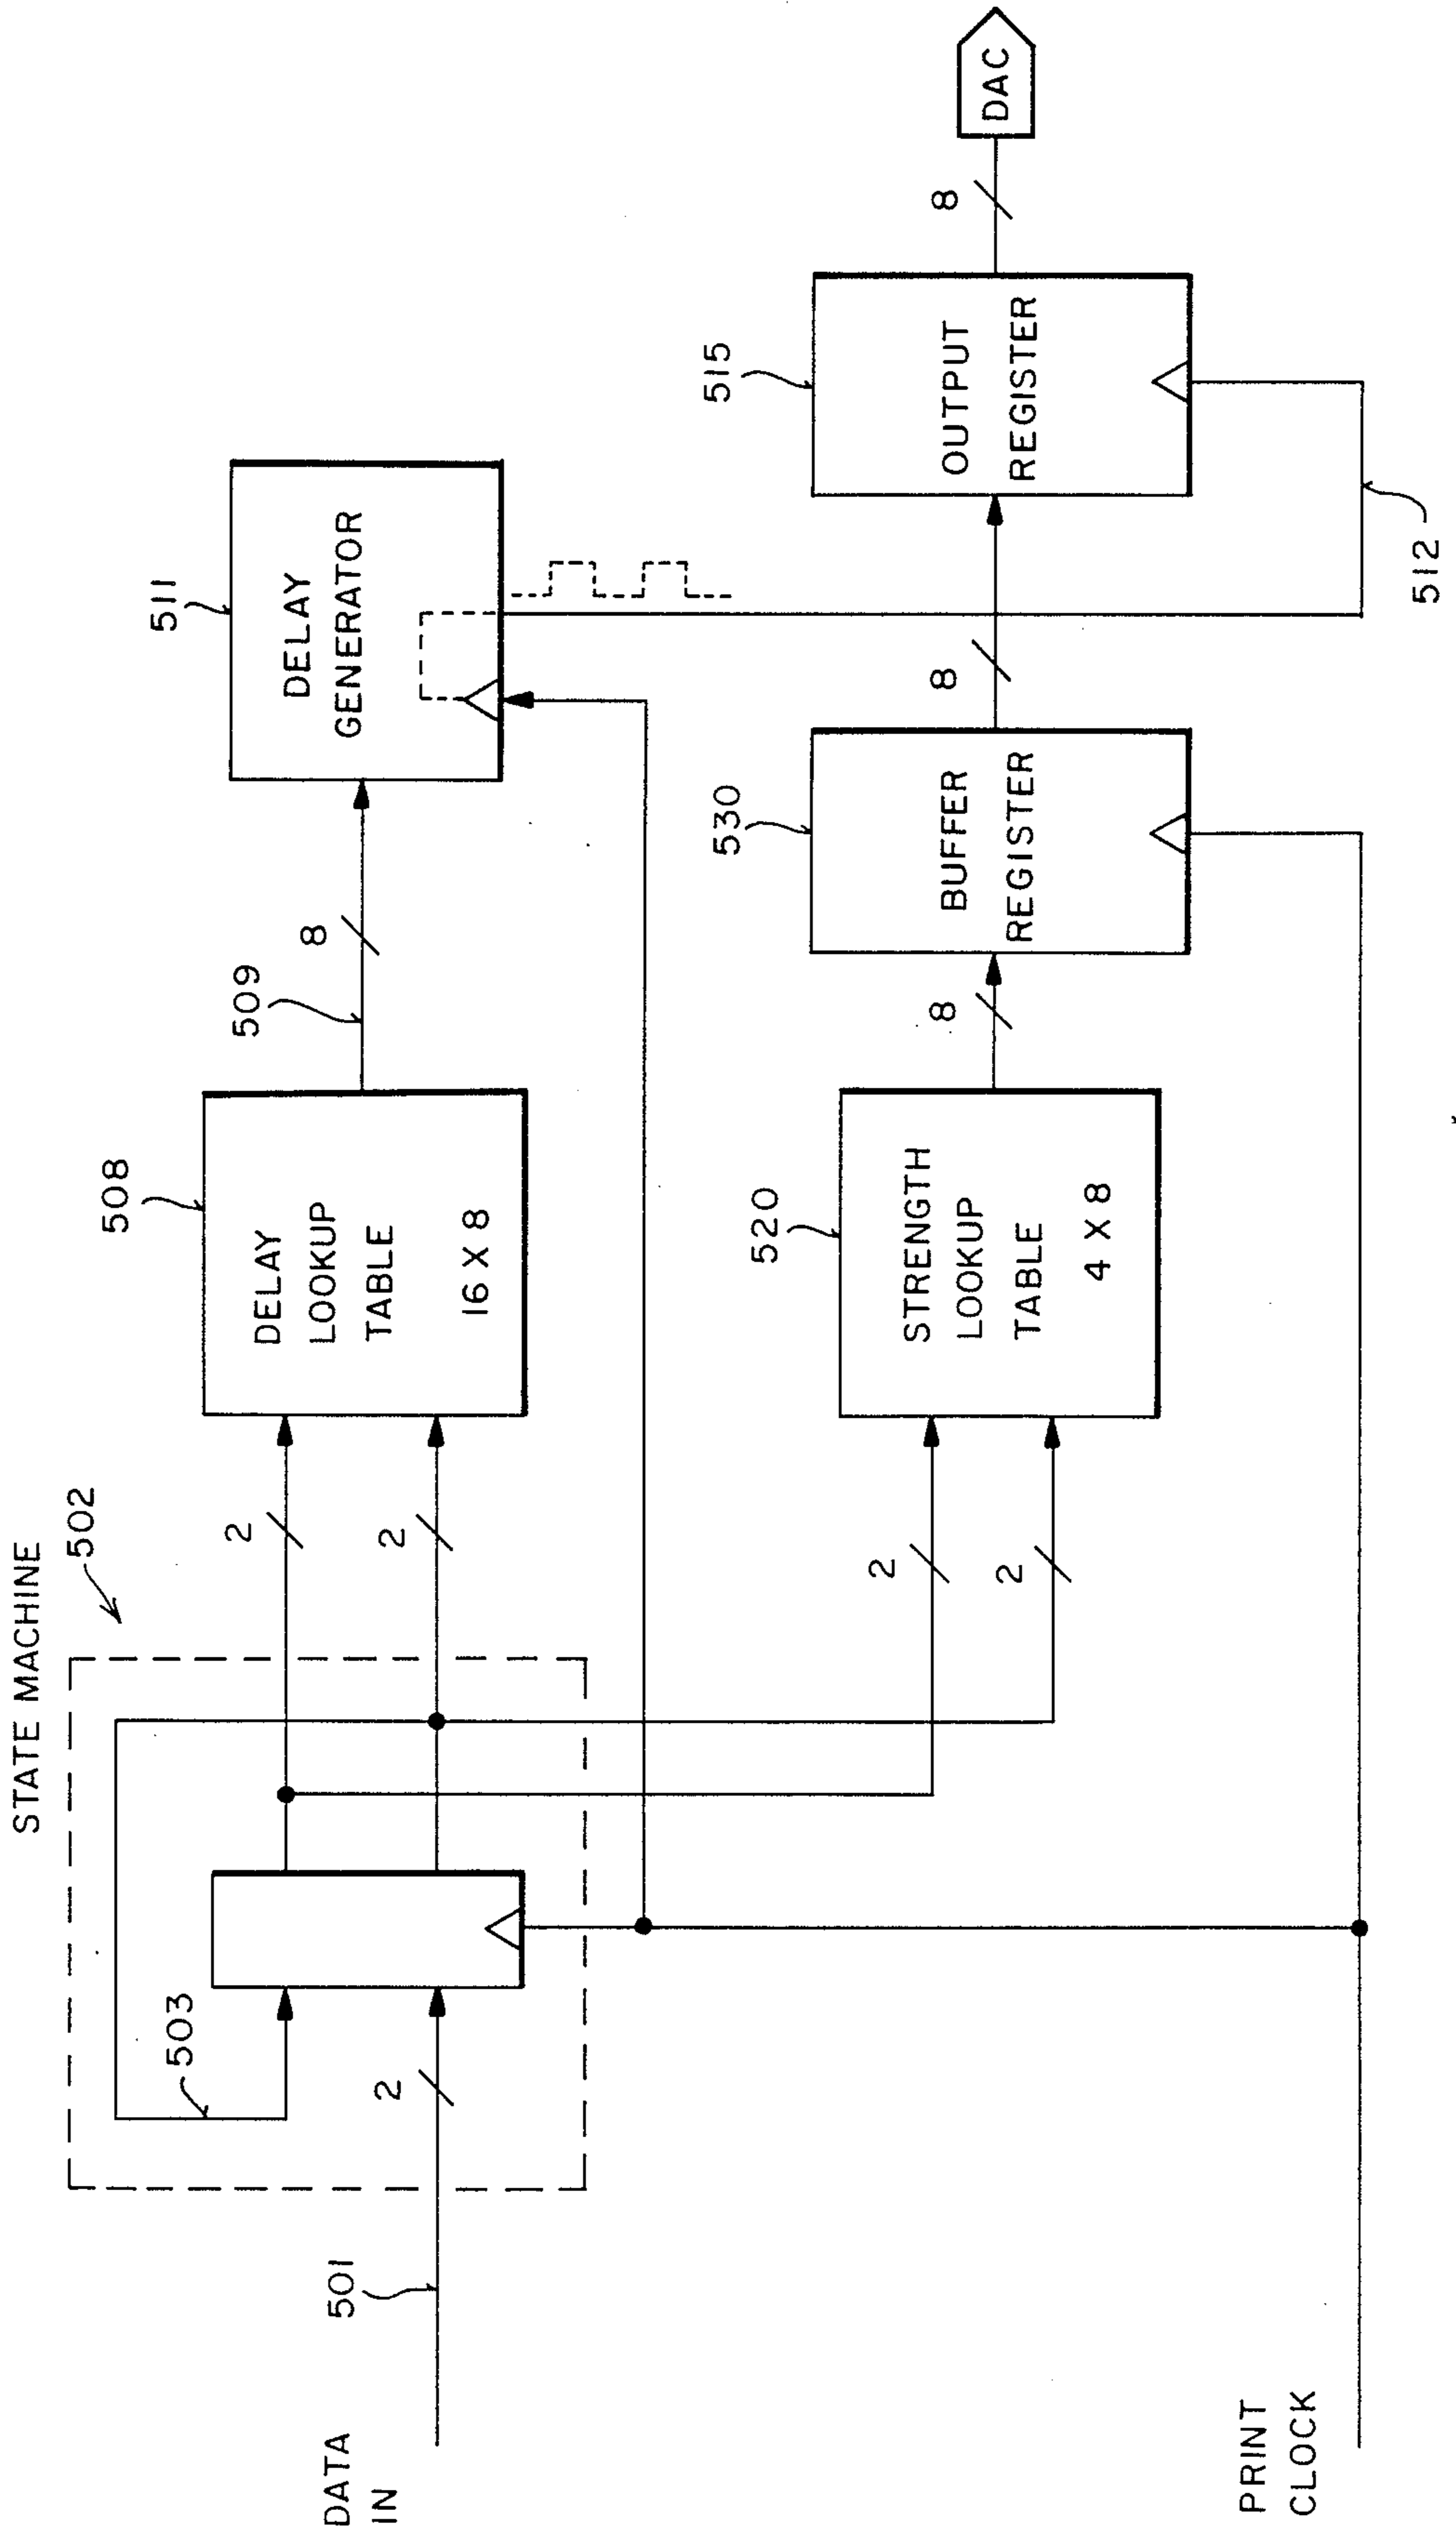 STATE MACHINE
502
503
DATA
IN
501
2
2
2
508
DELAY
LOOKUP
TABLE
16 X 8
509
8
511
DELAY
GENERATOR
2
2
520
STRENGTH
LOOKUP
TABLE
4 X 8
8
530
BUFFER
REGISTER
8
515
OUTPUT
REGISTER
8
DAC
512
PRINT
CLOCK